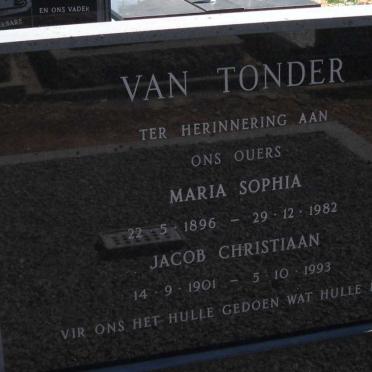 EN ONS VADER
VAN TONDER
TER HERINNERING AAN
ONS OUERS
MARIA SOPHIA
22 · 5 · 1896 – 29 · 12 · 1982
JACOB CHRISTIAAN
14 · 9 · 1901 – 5 · 10 · 1993
VIR ONS HET HULLE GEDOEN WAT HULLE